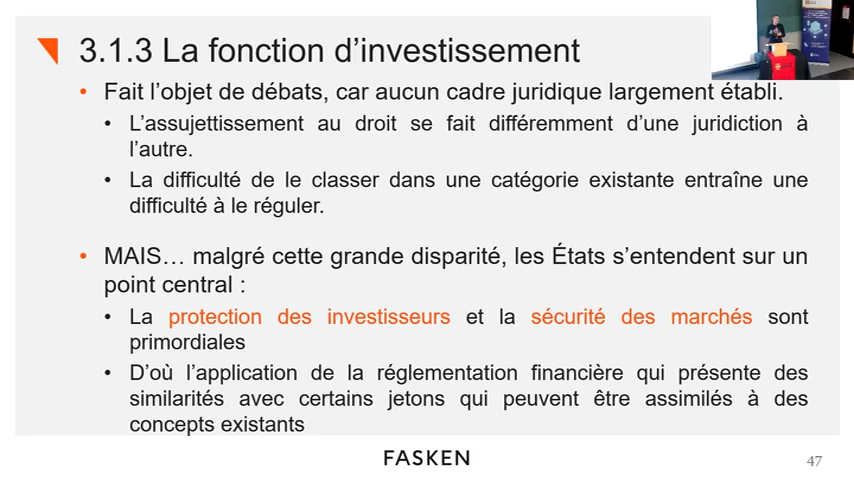 3.1.3 La fonction d’investissement
• Fait l’objet de débats, car aucun cadre juridique largement établi.
• L’assujettissement au droit se fait différemment d’une juridiction à
l’autre.
• La difficulté de le classer dans une catégorie existante entraîne une
difficulté à le réguler.
• MAIS… malgré cette grande disparité, les États s’entendent sur un
point central :
• La protection des investisseurs et la sécurité des marchés sont
primordiales
• D’où l’application de la réglementation financière qui présente des
similarités avec certains jetons qui peuvent être assimilés à des
concepts existants
FASKEN
47